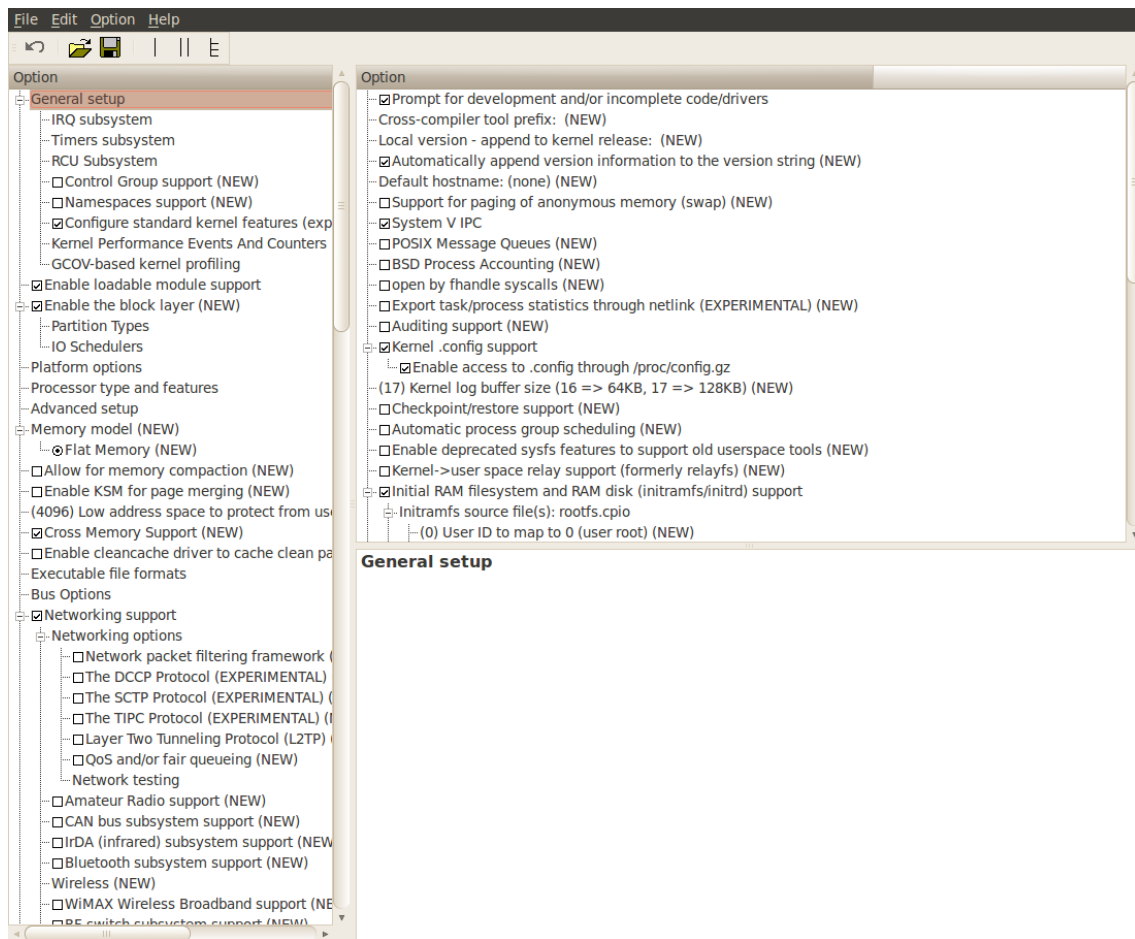 File Edit Option Help
Option
General setup
IRQ subsystem
Timers subsystem
RCU Subsystem
Control Group support (NEW)
Namespaces support (NEW)
Configure standard kernel features (exp
Kernel Performance Events And Counters
GCOV-based kernel profiling
Enable loadable module support
Enable the block layer (NEW)
Partition Types
IO Schedulers
Platform options
Processor type and features
Advanced setup
Memory model (NEW)
Flat Memory (NEW)
Allow for memory compaction (NEW)
Enable KSM for page merging (NEW)
(4096) Low address space to protect from use
Cross Memory Support (NEW)
Enable cleancache driver to cache clean pa
Executable file formats
Bus Options
Networking support
Networking options
Network packet filtering framework (
The DCCP Protocol (EXPERIMENTAL)
The SCTP Protocol (EXPERIMENTAL) (
The TIPC Protocol (EXPERIMENTAL) (
Layer Two Tunneling Protocol (L2TP) (
QoS and/or fair queueing (NEW)
Network testing
Amateur Radio support (NEW)
CAN bus subsystem support (NEW)
IrDA (infrared) subsystem support (NEW
Bluetooth subsystem support (NEW)
Wireless (NEW)
WiMAX Wireless Broadband support (NE
RF switch subsystem support (NEW)
Option
Prompt for development and/or incomplete code/drivers
Cross-compiler tool prefix: (NEW)
Local version - append to kernel release: (NEW)
Automatically append version information to the version string (NEW)
Default hostname: (none) (NEW)
Support for paging of anonymous memory (swap) (NEW)
System V IPC
POSIX Message Queues (NEW)
BSD Process Accounting (NEW)
open by fhandle syscalls (NEW)
Export task/process statistics through netlink (EXPERIMENTAL) (NEW)
Auditing support (NEW)
Kernel .config support
Enable access to .config through /proc/config.gz
(17) Kernel log buffer size (16 => 64KB, 17 => 128KB) (NEW)
Checkpoint/restore support (NEW)
Automatic process group scheduling (NEW)
Enable deprecated sysfs features to support old userspace tools (NEW)
Kernel->user space relay support (formerly relayfs) (NEW)
Initial RAM filesystem and RAM disk (initramfs/initrd) support
Initramfs source file(s): rootfs.cpio
(0) User ID to map to 0 (user root) (NEW)
General setup